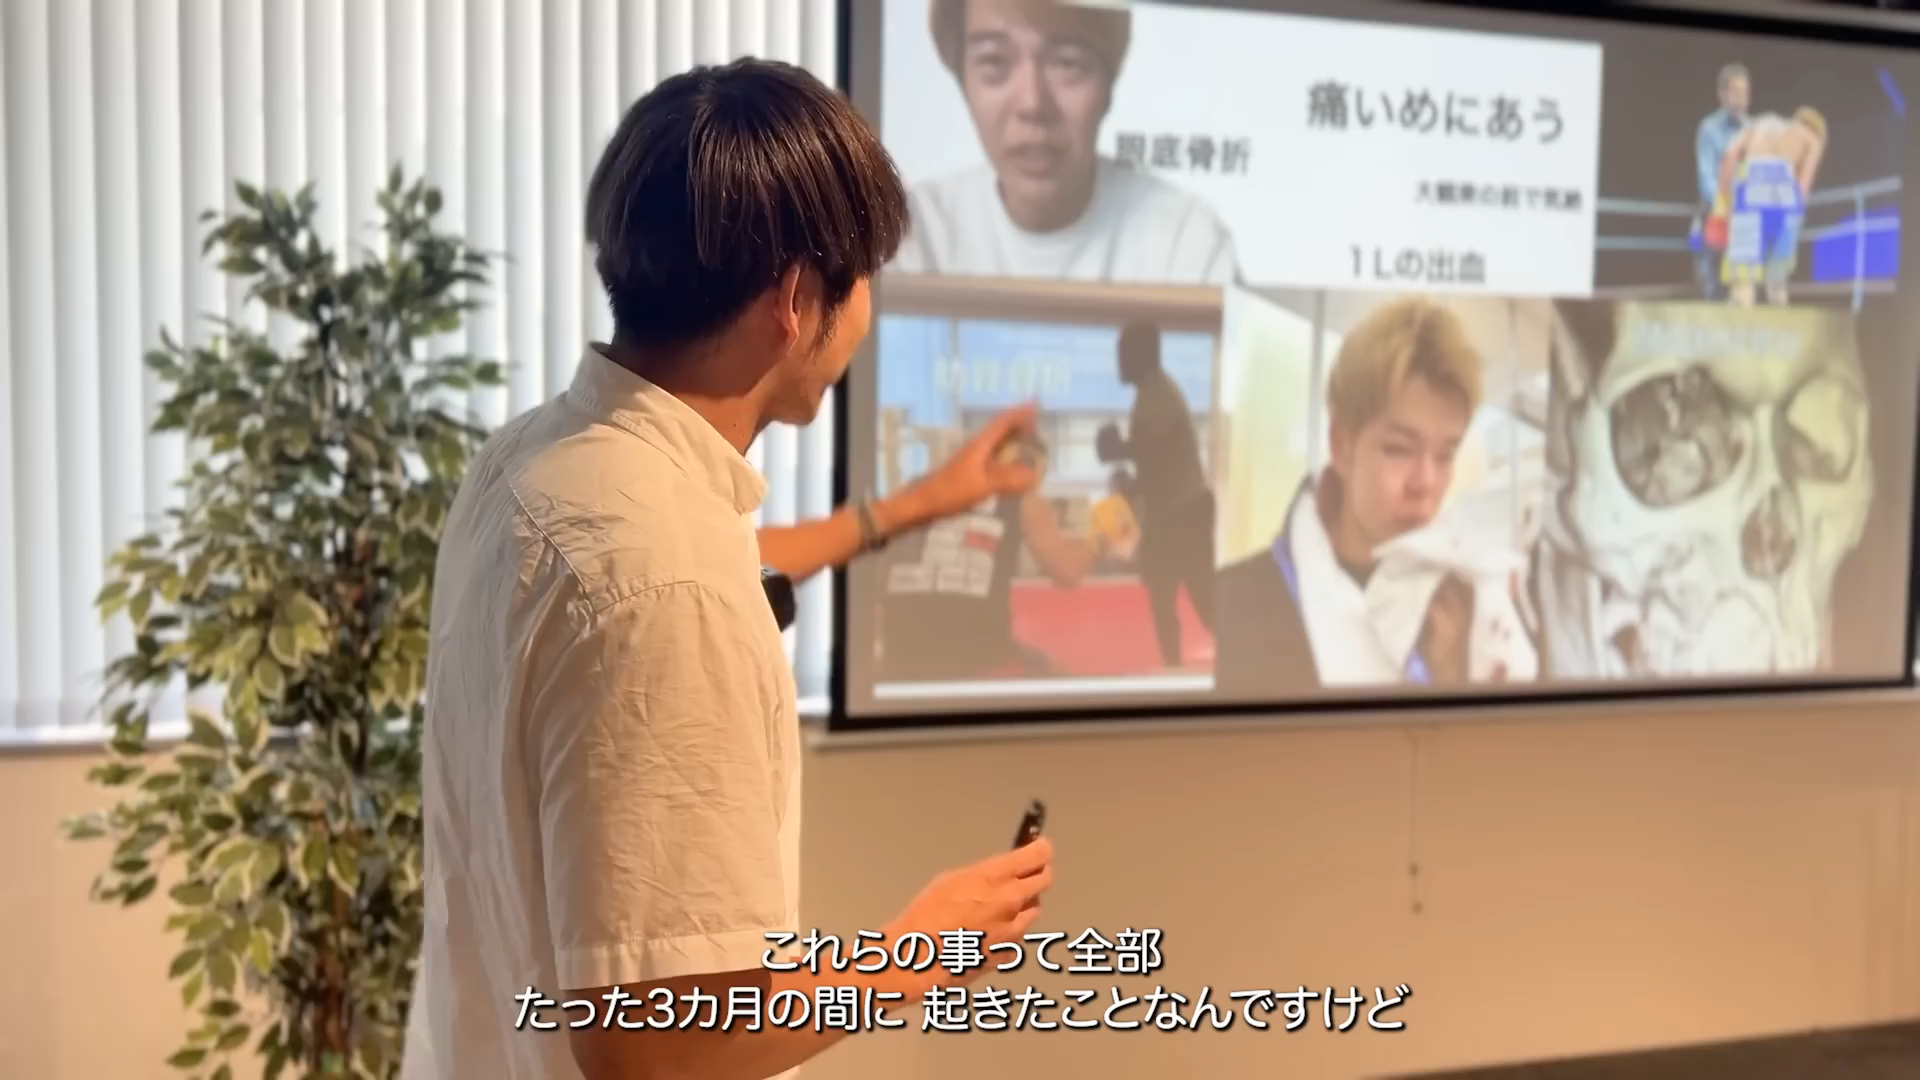 痛いめにあう
眼底骨折
大観衆の前で気絶
1Lの出血
これらの事って全部
たった3カ月の間に 起きたことなんですけど